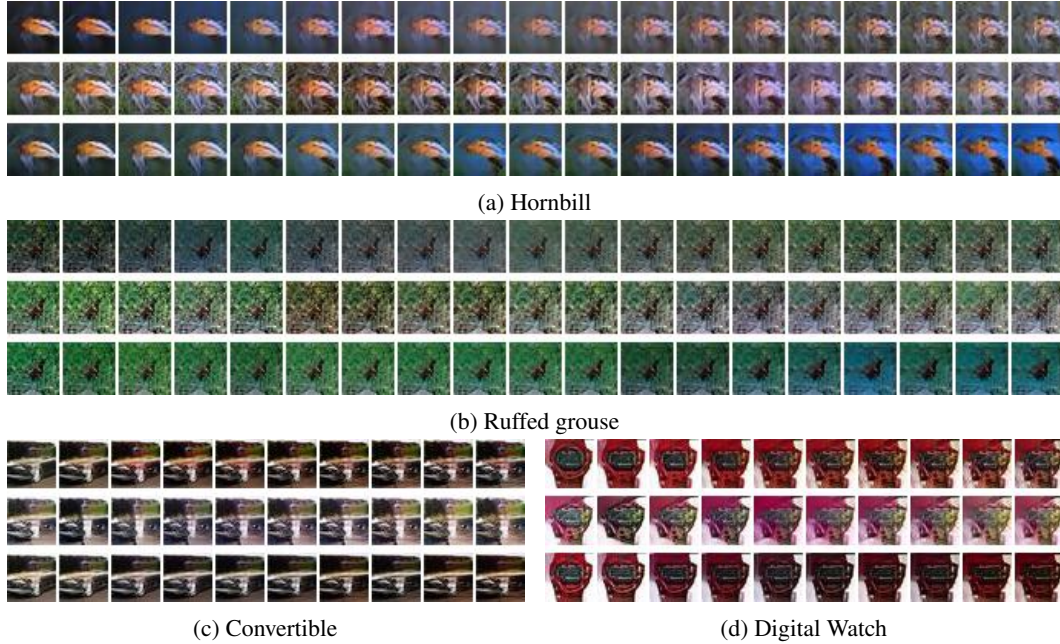 (a) Hornbill
(b) Ruffed grouse
(c) Convertible
(d) Digital Watch